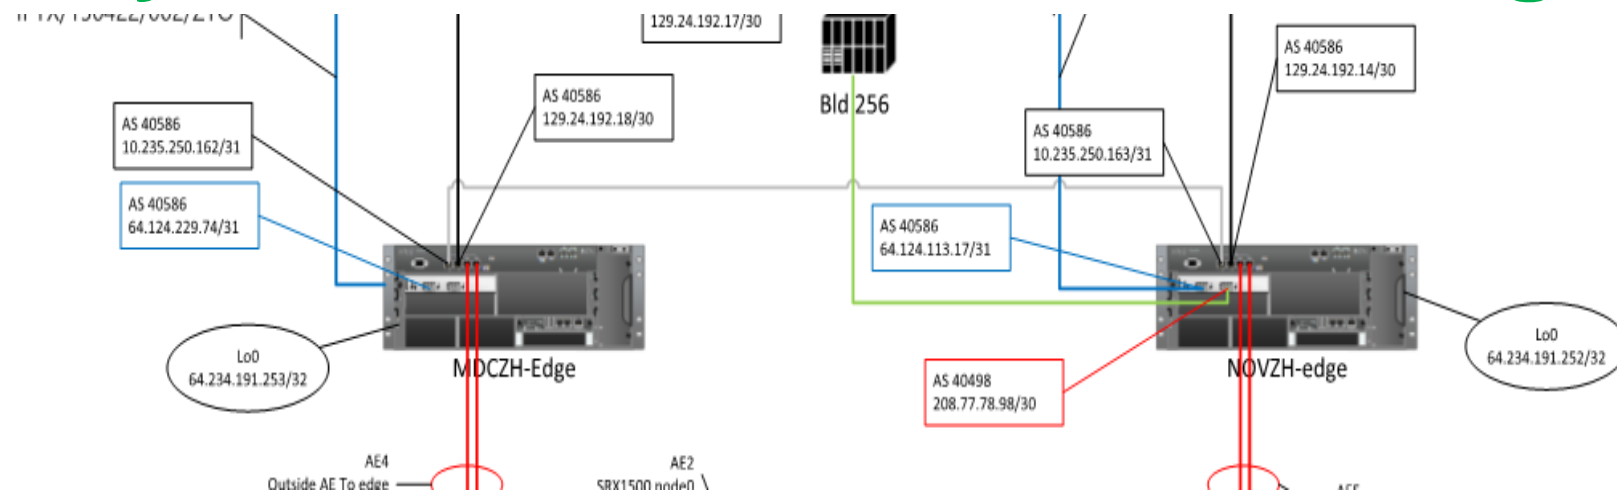 129.24.192.17/30
AS 40586
129.24.192.14/30
AS 40586
129.24.192.18/30
Bld 256
AS 40586
10.235.250.162/31
AS 40586
10.235.250.163/31
AS 40586
64.124.229.74/31
AS 40586
64.124.113.17/31
Lo0
64.234.191.253/32
MDCZH-Edge
NOVZH-edge
Lo0
64.234.191.252/32
AS 40498
208.77.78.98/30
AE4
Outside AE To edge
AE2
SRX1500 node0